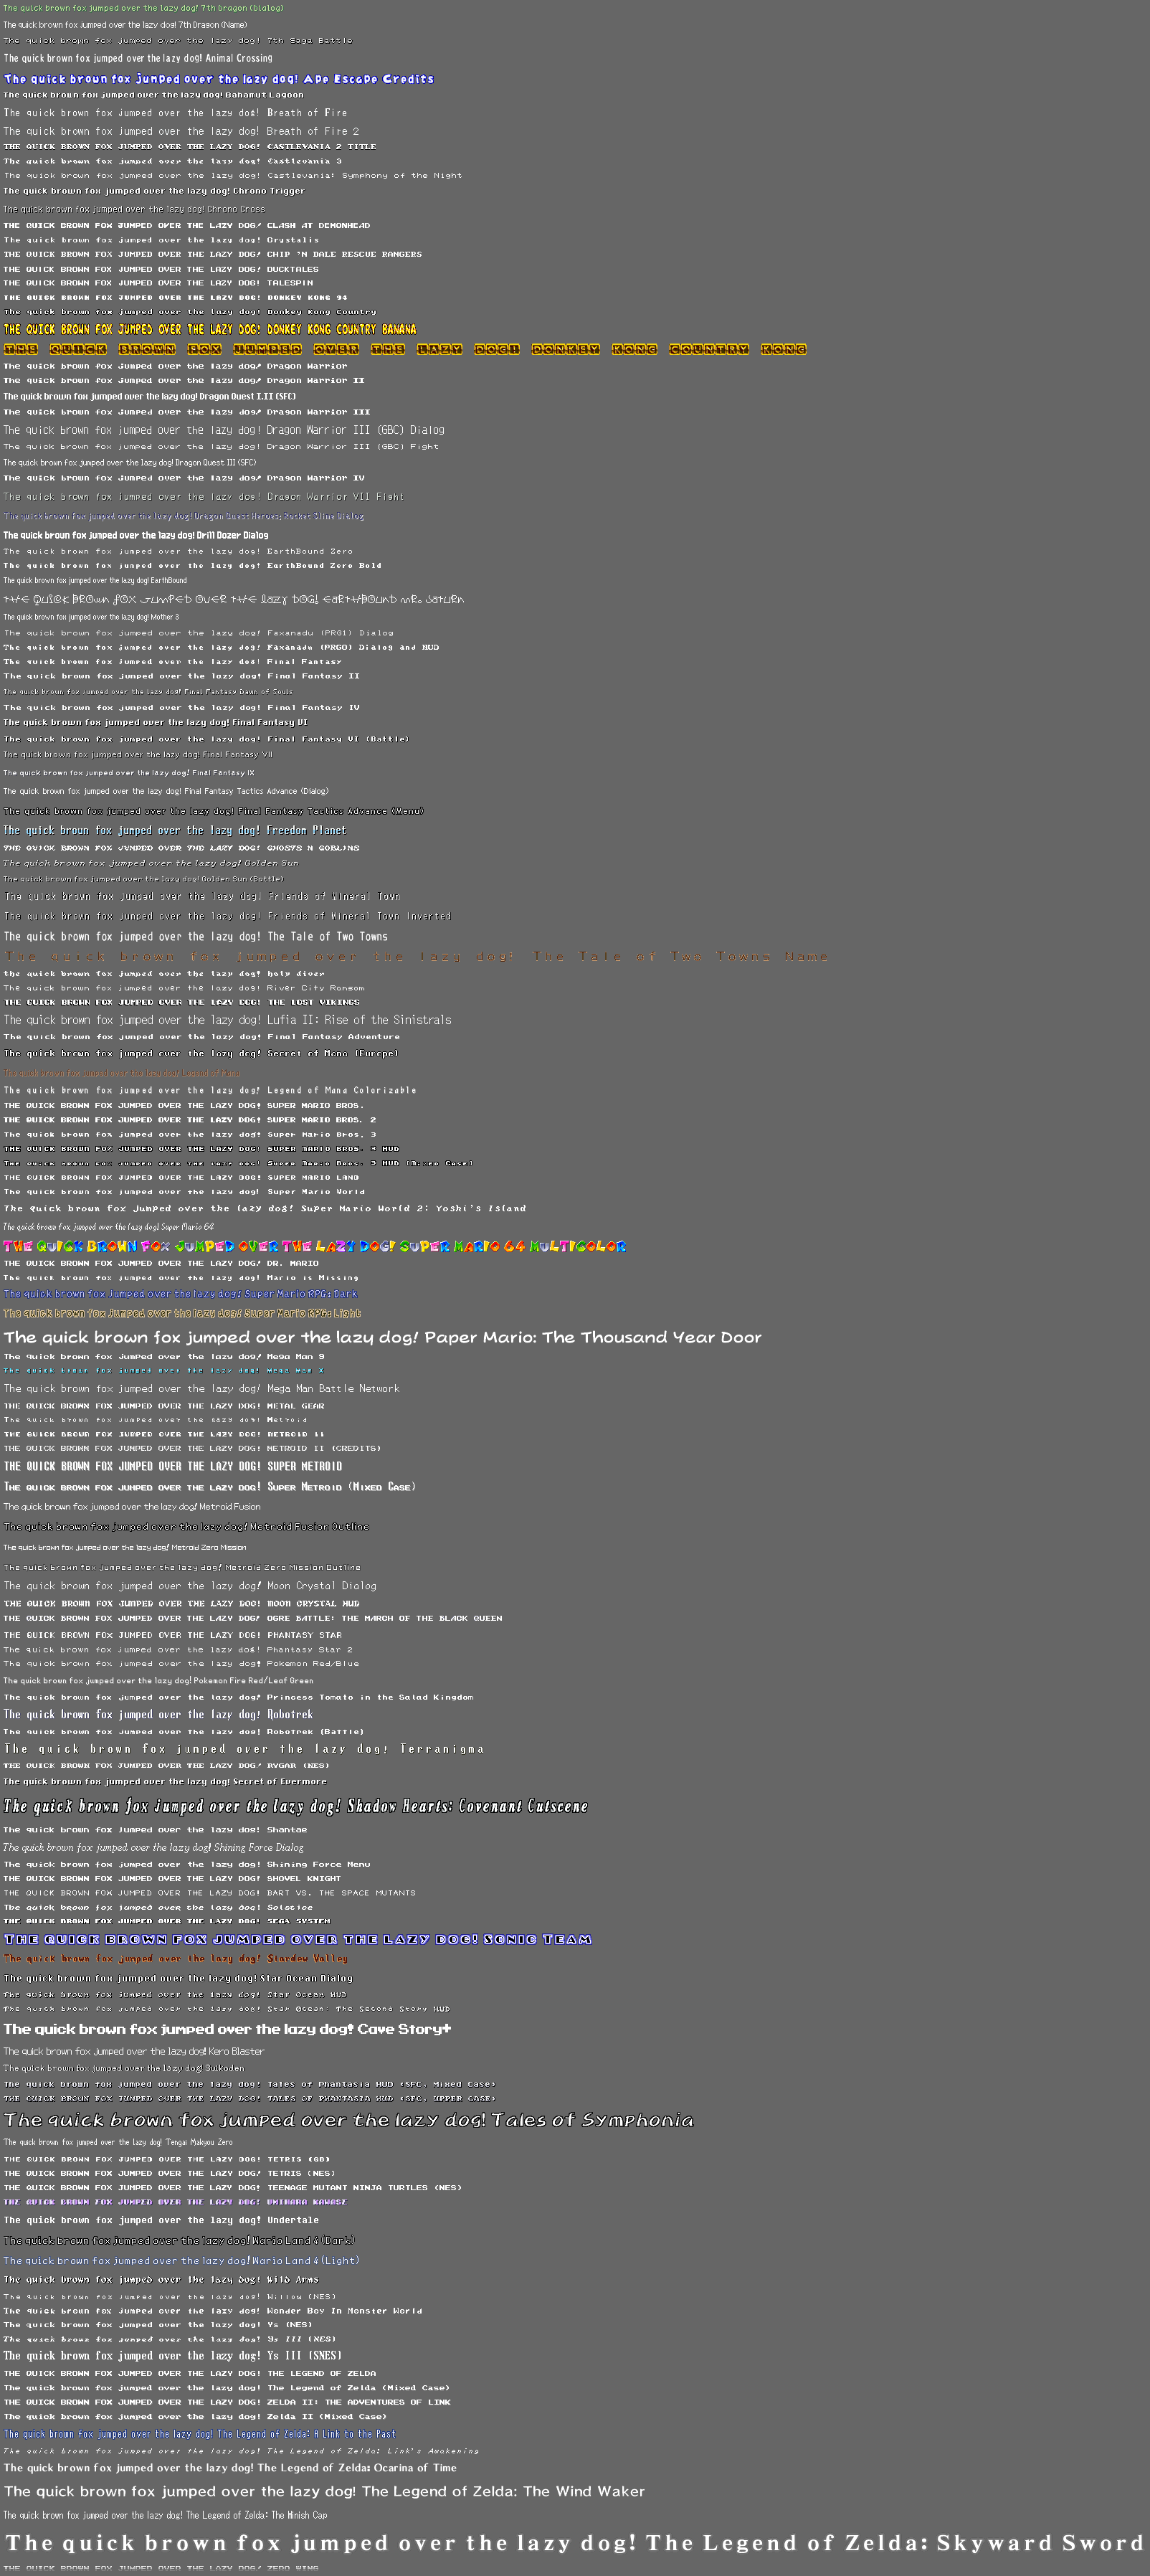 The quick brown fox jumped over the lazy dog! 7th Dragon (Dialog)
The quick brown fox jumped over the lazy dog! 7th Dragon (Name)
The quick brown fox jumped over the lazy dog! 7th Saga Battle
The quick brown fox jumped over the lazy dog! Animal Crossing
The quick brown fox jumped over the lazy dog! Ape Escape Credits
The quick brown fox jumped over the lazy dog! Bahamut Lagoon
The quick brown fox jumped over the lazy dog! Breath of Fire
The quick brown fox jumped over the lazy dog! Breath of Fire 2
THE QUICK BROWN FOX JUMPED OVER THE LAZY DOG! CASTLEVANIA 2 TITLE
The quick brown fox jumped over the lazy dog! Castlevania 3
The quick brown fox jumped over the lazy dog! Castlevania: Symphony of the Night
The quick brown fox jumped over the lazy dog! Chrono Trigger
The quick brown fox jumped over the lazy dog! Chrono Cross
THE QUICK BROWN FOX JUMPED OVER THE LAZY DOG! CLASH AT DEMONHEAD
The quick brown fox jumped over the lazy dog! Crystalis
THE QUICK BROWN FOX JUMPED OVER THE LAZY DOG! CHIP 'N DALE RESCUE RANGERS
THE QUICK BROWN FOX JUMPED OVER THE LAZY DOG! DUCKTALES
THE QUICK BROWN FOX JUMPED OVER THE LAZY DOG! TALESPIN
THE QUICK BROWN FOX JUMPED OVER THE LAZY DOG! DONKEY KONG 94
The quick brown fox jumped over the lazy dog! Donkey Kong Country
THE QUICK BROWN FOX JUMPED OVER THE LAZY DOG! DONKEY KONG COUNTRY BANANA
THE QUICK BROWN FOX JUMPED OVER THE LAZY DOG! DONKEY KONG COUNTRY KONG
The quick brown fox jumped over the lazy dog! Dragon Warrior
The quick brown fox jumped over the lazy dog! Dragon Warrior II
The quick brown fox jumped over the lazy dog! Dragon Quest I.II (SFC)
The quick brown fox jumped over the lazy dog! Dragon Warrior III
The quick brown fox jumped over the lazy dog! Dragon Warrior III (GBC) Dialog
The quick brown fox jumped over the lazy dog! Dragon Warrior III (GBC) Fight
The quick brown fox jumped over the lazy dog! Dragon Quest III (SFC)
The quick brown fox jumped over the lazy dog! Dragon Warrior IV
The quick brown fox jumped over the lazy dog! Dragon Warrior VII Fight
The quick brown fox jumped over the lazy dog! Dragon Quest Heroes: Rocket Slime Dialog
The quick broun fox jumped over the lazy dog! Drill Dozer Dialog
The quick brown fox jumped over the lazy dog! EarthBound Zero
The quick brown fox jumped over the lazy dog! EarthBound Zero Bold
The quick brown fox jumped over the lazy dog! EarthBound
tHE QUiCK BROwn fOX JUmPED OVER tHE lAZy DOG! EARtHBOUnD mR. SAtURn
The quick brown fox jumped over the lazy dog! Mother 3
The quick brown fox jumped over the lazy dog! Faxanadu (PRG1) Dialog
The quick brown fox jumped over the lazy dog! Faxanadu (PRG0) Dialog and HUD
The quick brown fox jumped over the lazy dog! Final Fantasy
The quick brown fox jumped over the lazy dog! Final Fantasy II
The quick brown fox jumped over the lazy dog! Final Fantasy Dawn of Souls
The quick brown fox jumped over the lazy dog! Final Fantasy IV
The quick brown fox jumped over the lazy dog! Final Fantasy VI
The quick brown fox jumped over the lazy dog! Final Fantasy VI (Battle)
The quick brown fox jumped over the lazy dog! Final Fantasy VII
The quick brown fox jumped over the lazy dog! Final Fantasy IX
The quick brown fox jumped over the lazy dog! Final Fantasy Tactics Advance (Dialog)
The quick brown fox jumped over the lazy dog! Final Fantasy Tactics Advance (Menu)
The quick brown fox jumped over the lazy dog! Freedom Planet
THE QUICK BROWN FOX JUMPED OVER THE LAZY DOG! GHOSTS N GOBLINS
The quick brown fox jumped over the lazy dog! Golden Sun
The quick brown fox jumped over the lazy dog! Golden Sun (Battle)
The quick brown fox jumped over the lazy dog! Friends of Mineral Town
The quick brown fox jumped over the lazy dog! Friends of Mineral Town Inverted
The quick brown fox jumped over the lazy dog! The Tale of Two Towns
The quick brown fox jumped over the lazy dog! The Tale of Two Towns Name
the quick brown fox jumped over the lazy dog! holy diver
The quick brown fox jumped over the lazy dog! River City Ransom
THE QUICK BROWN FOX JUMPED OVER THE LAZY DOG! THE LOST VIKINGS
The quick brown fox jumped over the lazy dog! Lufia II: Rise of the Sinistrals
The quick brown fox jumped over the lazy dog! Final Fantasy Adventure
The quick brown fox jumped over the lazy dog! Secret of Mana (Europe)
The quick brown fox jumped over the lazy dog! Legend of Mana
The quick brown fox jumped over the lazy dog! Legend of Mana Colorizable
THE QUICK BROWN FOX JUMPED OVER THE LAZY DOG! SUPER MARIO BROS.
THE QUICK BROWN FOX JUMPED OVER THE LAZY DOG! SUPER MARIO BROS. 2
The quick brown fox jumped over the lazy dog! Super Mario Bros. 3
THE QUICK BROWN FOX JUMPED OVER THE LAZY DOG! SUPER MARIO BROS. 3 HUD
The quick brown fox jumped over the lazy dog! Super Mario Bros. 3 HUD (Mixed Case)
THE QUICK BROWN FOX JUMPED OVER THE LAZY DOG! SUPER MARIO LAND
The quick brown fox jumped over the lazy dog! Super Mario World
The quick brown fox jumped over the lazy dog! Super Mario World 2: Yoshi's Island
The quick brown fox jumped over the lazy dog! Super Mario 64
THE QUICK BROWN FOX JUMPED OVER THE LAZY DOG! SUPER MARIO 64 MULTICOLOR
THE QUICK BROWN FOX JUMPED OVER THE LAZY DOG! DR. MARIO
The quick brown fox jumped over the lazy dog! Mario is Missing
The quick brown fox jumped over the lazy dog! Super Mario RPG: Dark
The quick brown fox jumped over the lazy dog! Super Mario RPG: Light
The quick brown fox jumped over the lazy dog! Paper Mario: The Thousand Year Door
The quick brown fox jumped over the lazy dog! Mega Man 9
The quick brown fox jumped over the lazy dog! Mega Man X
The quick brown fox jumped over the lazy dog! Mega Man Battle Network
THE QUICK BROWN FOX JUMPED OVER THE LAZY DOG! METAL GEAR
The quick brown fox jumped over the lazy dog! Metroid
THE QUICK BROWN FOX JUMPED OVER THE LAZY DOG! METROID II
THE QUICK BROWN FOX JUMPED OVER THE LAZY DOG! METROID II (CREDITS)
THE QUICK BROWN FOX JUMPED OVER THE LAZY DOG! SUPER METROID
The quick brown fox jumped over the lazy dog! Super Metroid (Mixed Case)
The quick brown fox jumped over the lazy dog! Metroid Fusion
The quick brown fox jumped over the lazy dog! Metroid Fusion Outline
The quick brown fox jumped over the lazy dog! Metroid Zero Mission
The quick brown fox jumped over the lazy dog! Metroid Zero Mission Outline
The quick brown fox jumped over the lazy dog! Moon Crystal Dialog
THE QUICK BROWN FOX JUMPED OVER THE LAZY DOG! MOON CRYSTAL HUD
THE QUICK BROWN FOX JUMPED OVER THE LAZY DOG! OGRE BATTLE: THE MARCH OF THE BLACK QUEEN
THE QUICK BROWN FOX JUMPED OVER THE LAZY DOG! PHANTASY STAR
The quick brown fox jumped over the lazy dog! Phantasy Star 2
The quick brown fox jumped over the lazy dog! Pokemon Red/Blue
The quick brown fox jumped over the lazy dog! Pokemon Fire Red/Leaf Green
The quick brown fox jumped over the lazy dog! Princess Tomato in the Salad Kingdom
The quick brown fox jumped over the lazy dog! Robotrek
The quick brown fox jumped over the lazy dog! Robotrek (Battle)
The quick brown fox jumped over the lazy dog! Terranigma
THE QUICK BROWN FOX JUMPED OVER THE LAZY DOG! RYGAR (NES)
The quick brown fox jumped over the lazy dog! Secret of Evermore
The quick brown fox jumped over the lazy dog! Shadow Hearts: Covenant Cutscene
The quick brown fox jumped over the lazy dog! Shantae
The quick brown fox jumped over the lazy dog! Shining Force Dialog
The quick brown fox jumped over the lazy dog! Shining Force Menu
THE QUICK BROWN FOX JUMPED OVER THE LAZY DOG! SHOVEL KNIGHT
THE QUICK BROWN FOX JUMPED OVER THE LAZY DOG! BART VS. THE SPACE MUTANTS
The quick brown fox jumped over the lazy dog! Solstice
THE QUICK BROWN FOX JUMPED OVER THE LAZY DOG! SEGA SYSTEM
THE QUICK BROWN FOX JUMPED OVER THE LAZY DOG! SONIC TEAM
The quick brown fox jumped over the lazy dog! Stardew Valley
The quick brown fox jumped over the lazy dog! Star Ocean Dialog
The quick brown fox jumped over the lazy dog! Star Ocean HUD
The quick brown fox jumped over the lazy dog! Star Ocean: The Second Story HUD
The quick brown fox jumped over the lazy dog! Cave Story+
The quick brown fox jumped over the lazy dog! Kero Blaster
The quick brown fox jumped over the lazy dog! Suikoden
The quick brown fox jumped over the lazy dog! Tales of Phantasia HUD (SFC, Mixed Case)
THE QUICK BROWN FOX JUMPED OVER THE LAZY DOG! TALES OF PHANTASIA HUD (SFC, UPPER CASE)
The quick brown fox jumped over the lazy dog! Tales of Symphonia
The quick brown fox jumped over the lazy dog! Tengai Makyou Zero
THE QUICK BROWN FOX JUMPED OVER THE LAZY DOG! TETRIS (GB)
THE QUICK BROWN FOX JUMPED OVER THE LAZY DOG! TETRIS (NES)
THE QUICK BROWN FOX JUMPED OVER THE LAZY DOG! TEENAGE MUTANT NINJA TURTLES (NES)
THE QUICK BROWN FOX JUMPED OVER THE LAZY DOG! UMIHARA KAWASE
The quick brown fox jumped over the lazy dog! Undertale
The quick brown fox jumped over the lazy dog! Wario Land 4 (Dark)
The quick brown fox jumped over the lazy dog! Wario Land 4 (Light)
The quick brown fox jumped over the lazy dog! Wild Arms
The quick brown fox jumped over the lazy dog! Willow (NES)
The quick brown fox jumped over the lazy dog! Wonder Boy In Monster World
The quick brown fox jumped over the lazy dog! Ys (NES)
The quick brown fox jumped over the lazy dog! Ys III (NES)
The quick brown fox jumped over the lazy dog! Ys III (SNES)
THE QUICK BROWN FOX JUMPED OVER THE LAZY DOG! THE LEGEND OF ZELDA
The quick brown fox jumped over the lazy dog! The Legend of Zelda (Mixed Case)
THE QUICK BROWN FOX JUMPED OVER THE LAZY DOG! ZELDA II: THE ADVENTURES OF LINK
The quick brown fox jumped over the lazy dog! Zelda II (Mixed Case)
The quick brown fox jumped over the lazy dog! The Legend of Zelda: A Link to the Past
The quick brown fox jumped over the lazy dog! The Legend of Zelda: Link's Awakening
The quick brown fox jumped over the lazy dog! The Legend of Zelda: Ocarina of Time
The quick brown fox jumped over the lazy dog! The Legend of Zelda: The Wind Waker
The quick brown fox jumped over the lazy dog! The Legend of Zelda: The Minish Cap
The quick brown fox jumped over the lazy dog! The Legend of Zelda: Skyward Sword
THE QUICK BROWN FOX JUMPED OVER THE LAZY DOG! ZERO WING